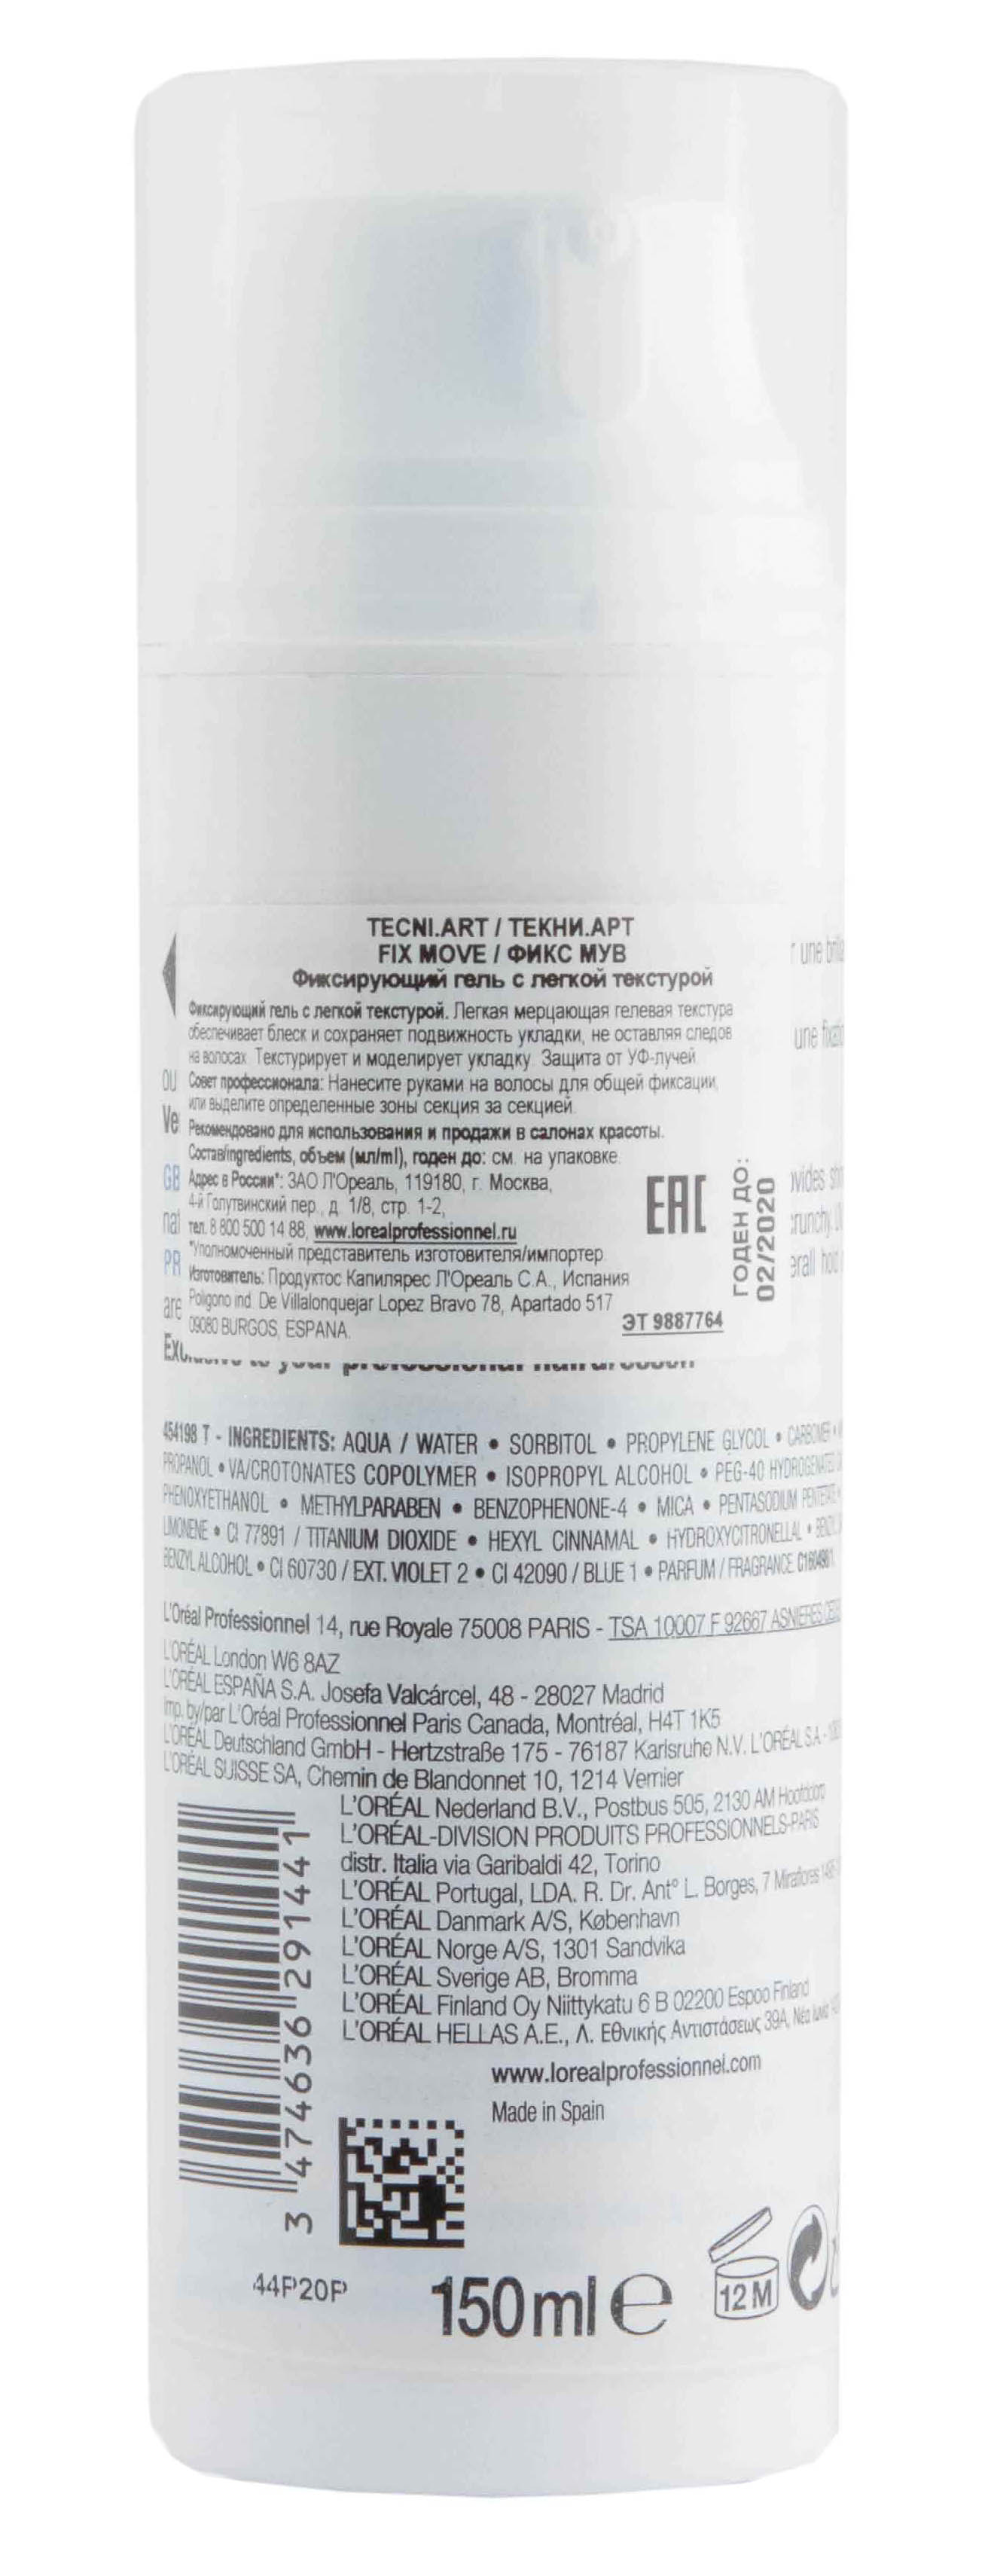 TECNI.ART / ТЕКНИ.АРТ
FIX MOVE / ФИКС МУВ
Фиксирующий гель с легкой текстурой
Фиксирующий гель с легкой текстурой. Легкая мерцающая гелевая текстура
обеспечивает блеск и сохраняет подвижность укладки, не оставляя следов
на волосах. Текстурирует и моделирует укладку. Защита от УФ-лучей.
Совет профессионала: Нанесите руками на волосы для общей фиксации,
или выделите определенные зоны секция за секцией.
Рекомендовано для использования и продажи в салонах красоты.
Состав/ingredients, объем (мл/ml), годен до: см. на упаковке.
Адрес в России*: ЗАО Л'Ореаль, 119180, г. Москва,
4-й Голутвинский пер., д. 1/8, стр. 1-2,
тел. 8 800 500 14 88, www.lorealprofessionnel.ru
*Уполномоченный представитель изготовителя/импортер.
Изготовитель: Продуктос Капилярес Л'Ореаль С.А., Испания
Poligono ind. De Villalonquejar Lopez Bravo 78, Apartado 517
09080 BURGOS, ESPANA.
EAC
ГОДЕН ДО:
02/2020
ЭТ 9887764
r une
une
OU
Ve
GB
nat
PR
are
454198 T - INGREDIENTS: AQUA / WATER • SORBITOL • PROPYLENE GLYCOL • CARBOMER •
PROPANOL • VA/CROTONATES COPOLYMER • ISOPROPYL ALCOHOL • PEG-40 HYDROGENATED
PHENOXYETHANOL • METHYLPARABEN • BENZOPHENONE-4 • MICA • PENTASODIUM PENTETATE •
LIMONENE • CI 77891 / TITANIUM DIOXIDE • HEXYL CINNAMAL • HYDROXYCITRONELLAL •
BENZYL ALCOHOL • CI 60730 / EXT. VIOLET 2 • CI 42090 / BLUE 1 • PARFUM / FRAGRANCE.
L'Oréal Professionnel 14, rue Royale 75008 PARIS - TSA 10007 F 92667 ASNIERES
L'ORÉAL London W6 8AZ
L'ORÉAL ESPAÑA S.A. Josefa Valcárcel, 48 - 28027 Madrid
Imp. by/par L'Oréal Professionnel Paris Canada, Montréal, H4T 1K5
L'ORÉAL Deutschland GmbH - Hertzstraße 175 - 76187 Karlsruhe N.V. L'ORÉAL S.A. -
L'ORÉAL SUISSE SA, Chemin de Blandonnet 10, 1214 Vernier
L'ORÉAL Nederland B.V., Postbus 505, 2130 AM Hoofddorp
L'ORÉAL-DIVISION PRODUITS PROFESSIONNELS-PARIS
distr. Italia via Garibaldi 42, Torino
L'ORÉAL Portugal, LDA. R. Dr. Antº L. Borges, 7 Miraflores
L'ORÉAL Danmark A/S, København
L'ORÉAL Norge A/S, 1301 Sandvika
L'ORÉAL Sverige AB, Bromma
L'ORÉAL Finland Oy Niittykatu 6 B 02200 Espoo Finland
L'ORÉAL HELLAS A.E., Λ. Εθνικής Αντιστάσεως 39A, Νέα
www.lorealprofessionnel.com
Made in Spain
3 474636 291441
44P20P
150 ml e
12 M